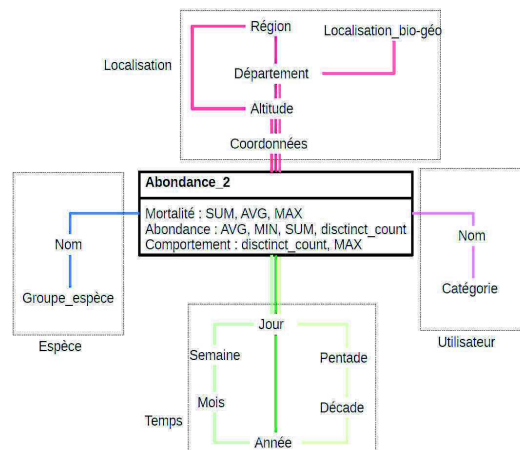 Région
Localisation_bio-géo
Localisation
Département
Altitude
Coordonnées
Abondance_2
Mortalité : SUM, AVG, MAX
Abondance : AVG, MIN, SUM, disctinct_count
Comportement : disctinct_count, MAX
Nom
Groupe_espèce
Espèce
Nom
Catégorie
Utilisateur
Jour
Semaine
Pentade
Mois
Décade
Temps
Année